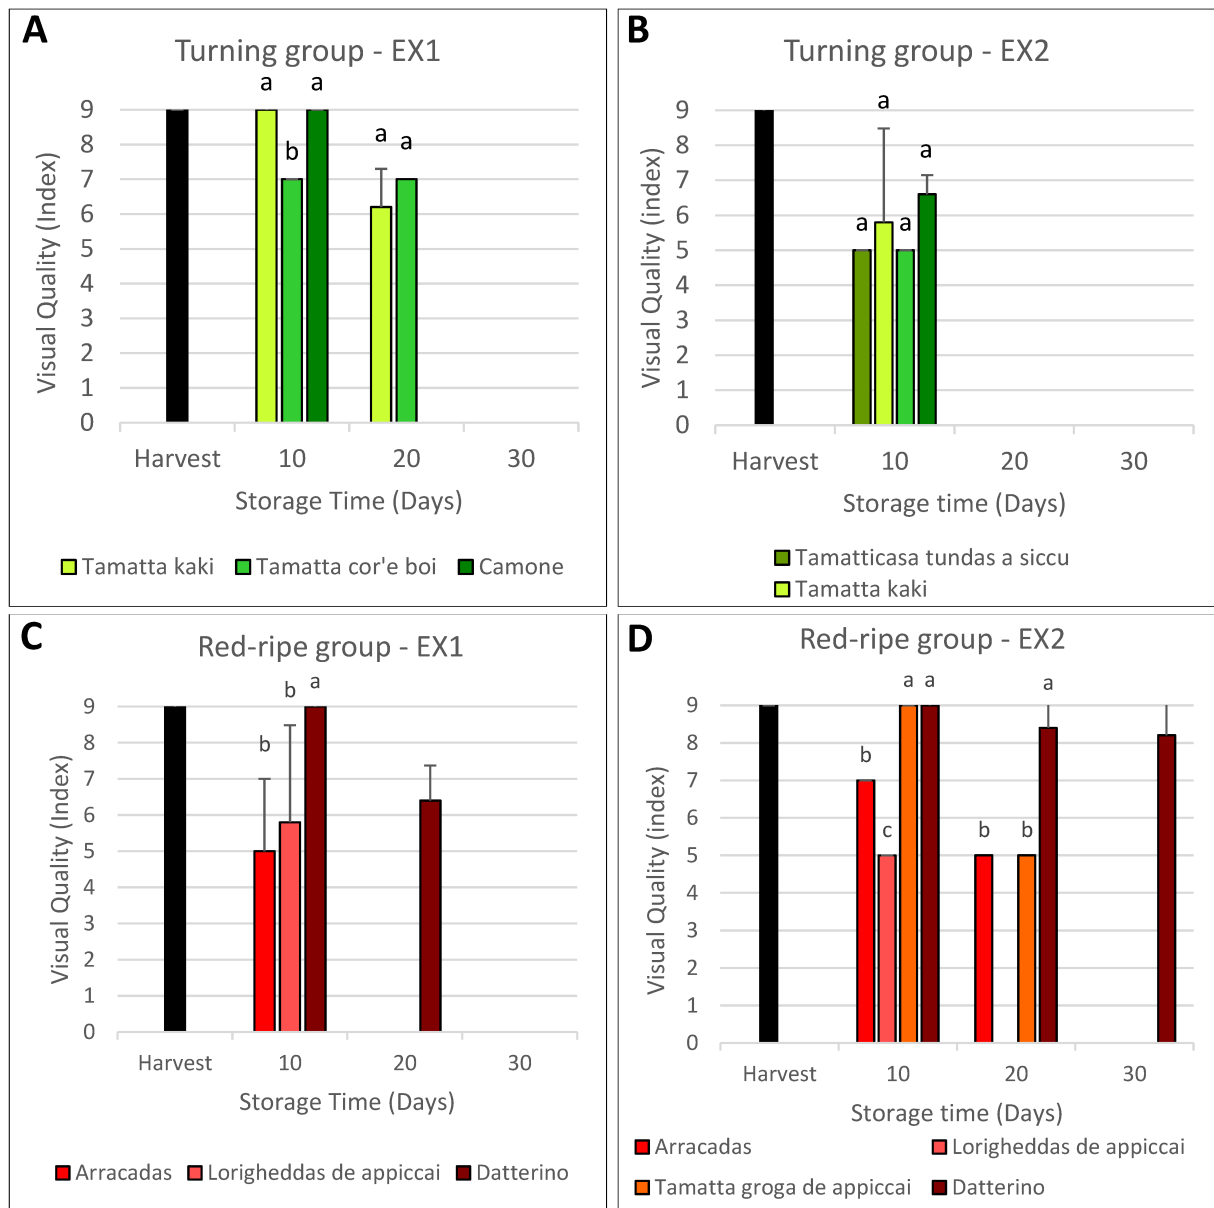 A
Turning group - EX1
a
a
b
a
a
9
8
7
6
5
4
3
2
1
0
Visual Quality (Index)
Harvest
10
20
30
Storage Time (Days)
Tamatta kaki
Tamatta cor'e boi
Camone
B
Turning group - EX2
a
a
a
a
9
8
7
6
5
4
3
2
1
0
Visual Quality (index)
Harvest
10
20
30
Storage time (Days)
Tamatticasa tundas a siccu
Tamatta kaki
C
Red-ripe group - EX1
b
b
a
9
8
7
6
5
4
3
2
1
0
Visual Quality (Index)
Harvest
10
20
30
Storage Time (Days)
Arracadas
Lorigheddas de appiccai
Datterino
D
Red-ripe group - EX2
b
c
a
a
b
b
a
9
8
7
6
5
4
3
2
1
0
Visual Quality (index)
Harvest
10
20
30
Storage time (Days)
Arracadas
Lorigheddas de appiccai
Tamatta groga de appiccai
Datterino